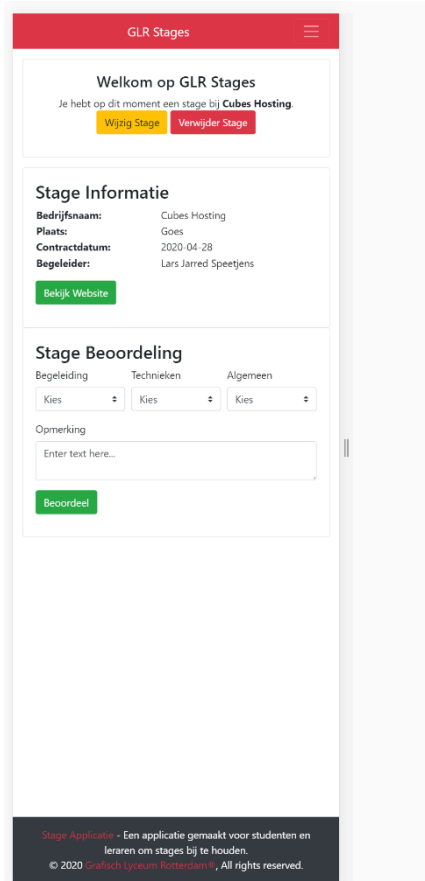 GLR Stages
Welkom op GLR Stages
Je hebt op dit moment een stage bij Cubes Hosting.
Wijzig Stage Verwijder Stage
Stage Informatie
Bedrijfsnaam: Cubes Hosting
Plaats: Goes
Contractdatum: 2020-04-28
Begeleider: Lars Jarred Speetjens
Bekijk Website
Stage Beoordeling
Begeleiding Technieken Algemeen
Kies Kies Kies
Opmerking
Enter text here...
Beoordeel
Stage Applicatie - Een applicatie gemaakt voor studenten en
leraren om stages bij te houden.
© 2020 Grafisch Lyceum Rotterdam®, All rights reserved.